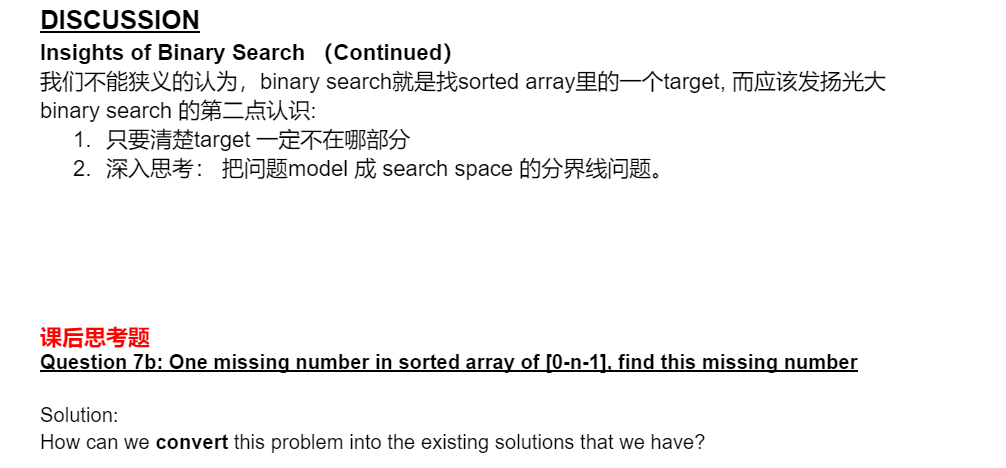 DISCUSSION
Insights of Binary Search （Continued）
我们不能狭义的认为，binary search就是找sorted array里的一个target, 而应该发扬光大
binary search 的第二点认识:
1. 只要清楚target 一定不在哪部分
2. 深入思考： 把问题model 成 search space 的分界线问题。
课后思考题
Question 7b: One missing number in sorted array of [0-n-1], find this missing number
Solution:
How can we convert this problem into the existing solutions that we have?